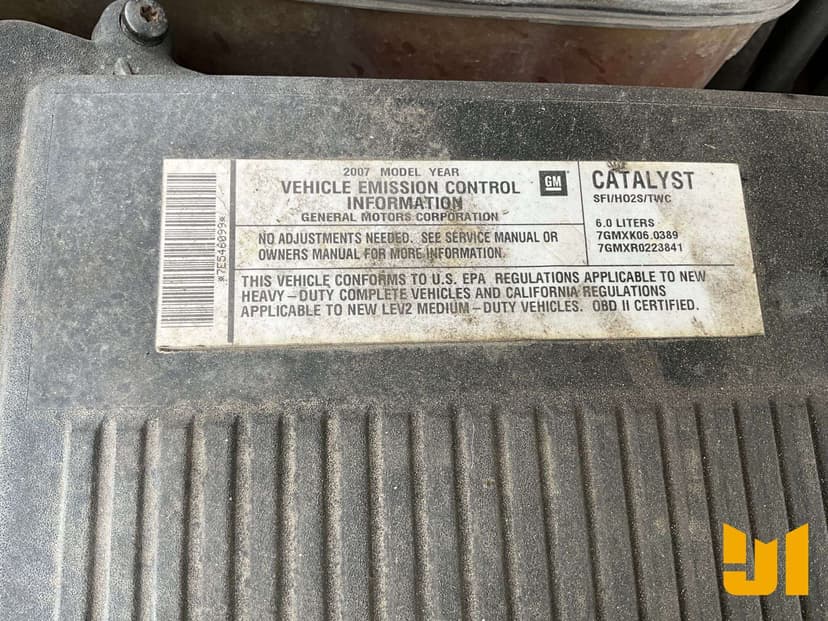 *7E546099*
2007 MODEL YEAR
VEHICLE EMISSION CONTROL
INFORMATION
GENERAL MOTORS CORPORATION
GM
CATALYST
SFI/HO2S/TWC
6.0 LITERS
7GMXK06.0389
7GMXR0223841
NO ADJUSTMENTS NEEDED. SEE SERVICE MANUAL OR
OWNERS MANUAL FOR MORE INFORMATION.
THIS VEHICLE CONFORMS TO U.S. EPA REGULATIONS APPLICABLE TO NEW
HEAVY-DUTY COMPLETE VEHICLES AND CALIFORNIA REGULATIONS
APPLICABLE TO NEW LEV2 MEDIUM-DUTY VEHICLES. OBD II CERTIFIED.